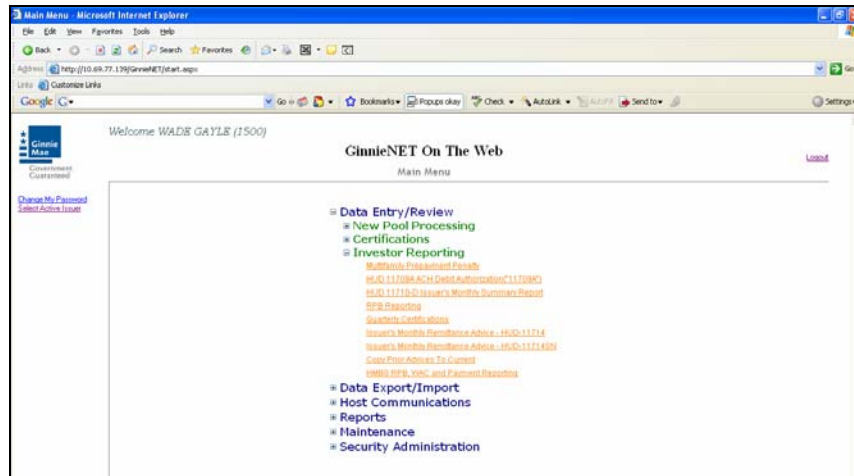 Main Menu - Microsoft Internet Explorer
File Edit View Favorites Tools Help
Back Search Favorites
Address http://10.69.77.139/GinnieNET/start.aspx Go
Links Customize Links
Google Go Bookmarks Popups okay Check AutoLink AutoFill Send to Settings
Welcome WADE GAYLE (1500)
Ginnie
Mae
Government
Guaranteed
GinnieNET On The Web
Logout
Main Menu
Change My Password
Select Active Issuer
Data Entry/Review
New Pool Processing
Certifications
Investor Reporting
Multifamily Prepayment Penalty
HUD 11709A ACH Debit Authorization("11709A")
HUD 11710-D Issuer's Monthly Summary Report
RPB Reporting
Quarterly Certifications
Issuer's Monthly Remittance Advice - HUD-11714
Issuer's Monthly Remittance Advice - HUD-11714SN
Copy Prior Advices To Current
HMBS RPB, WAC and Payment Reporting
Data Export/Import
Host Communications
Reports
Maintenance
Security Administration